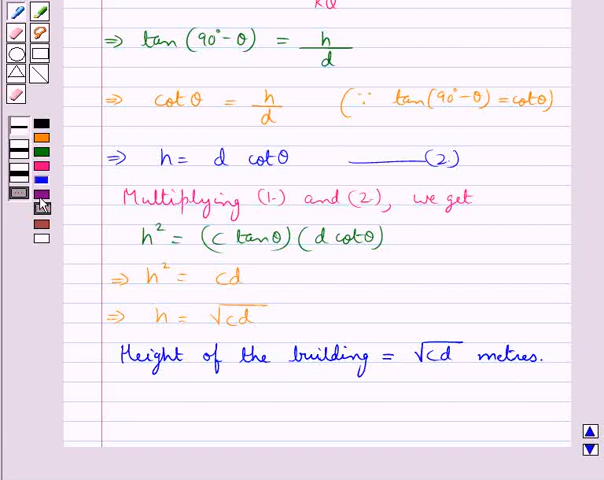 RQ
⇒ tan (90° - θ) = h/d
⇒ cot θ = h/d (∵ tan(90° - θ) = cot θ)
⇒ h = d cot θ ———(2.)
Multiplying (1.) and (2.), we get
h² = (c tan θ) (d cot θ)
⇒ h² = cd
⇒ h = √cd
Height of the building = √cd metres.